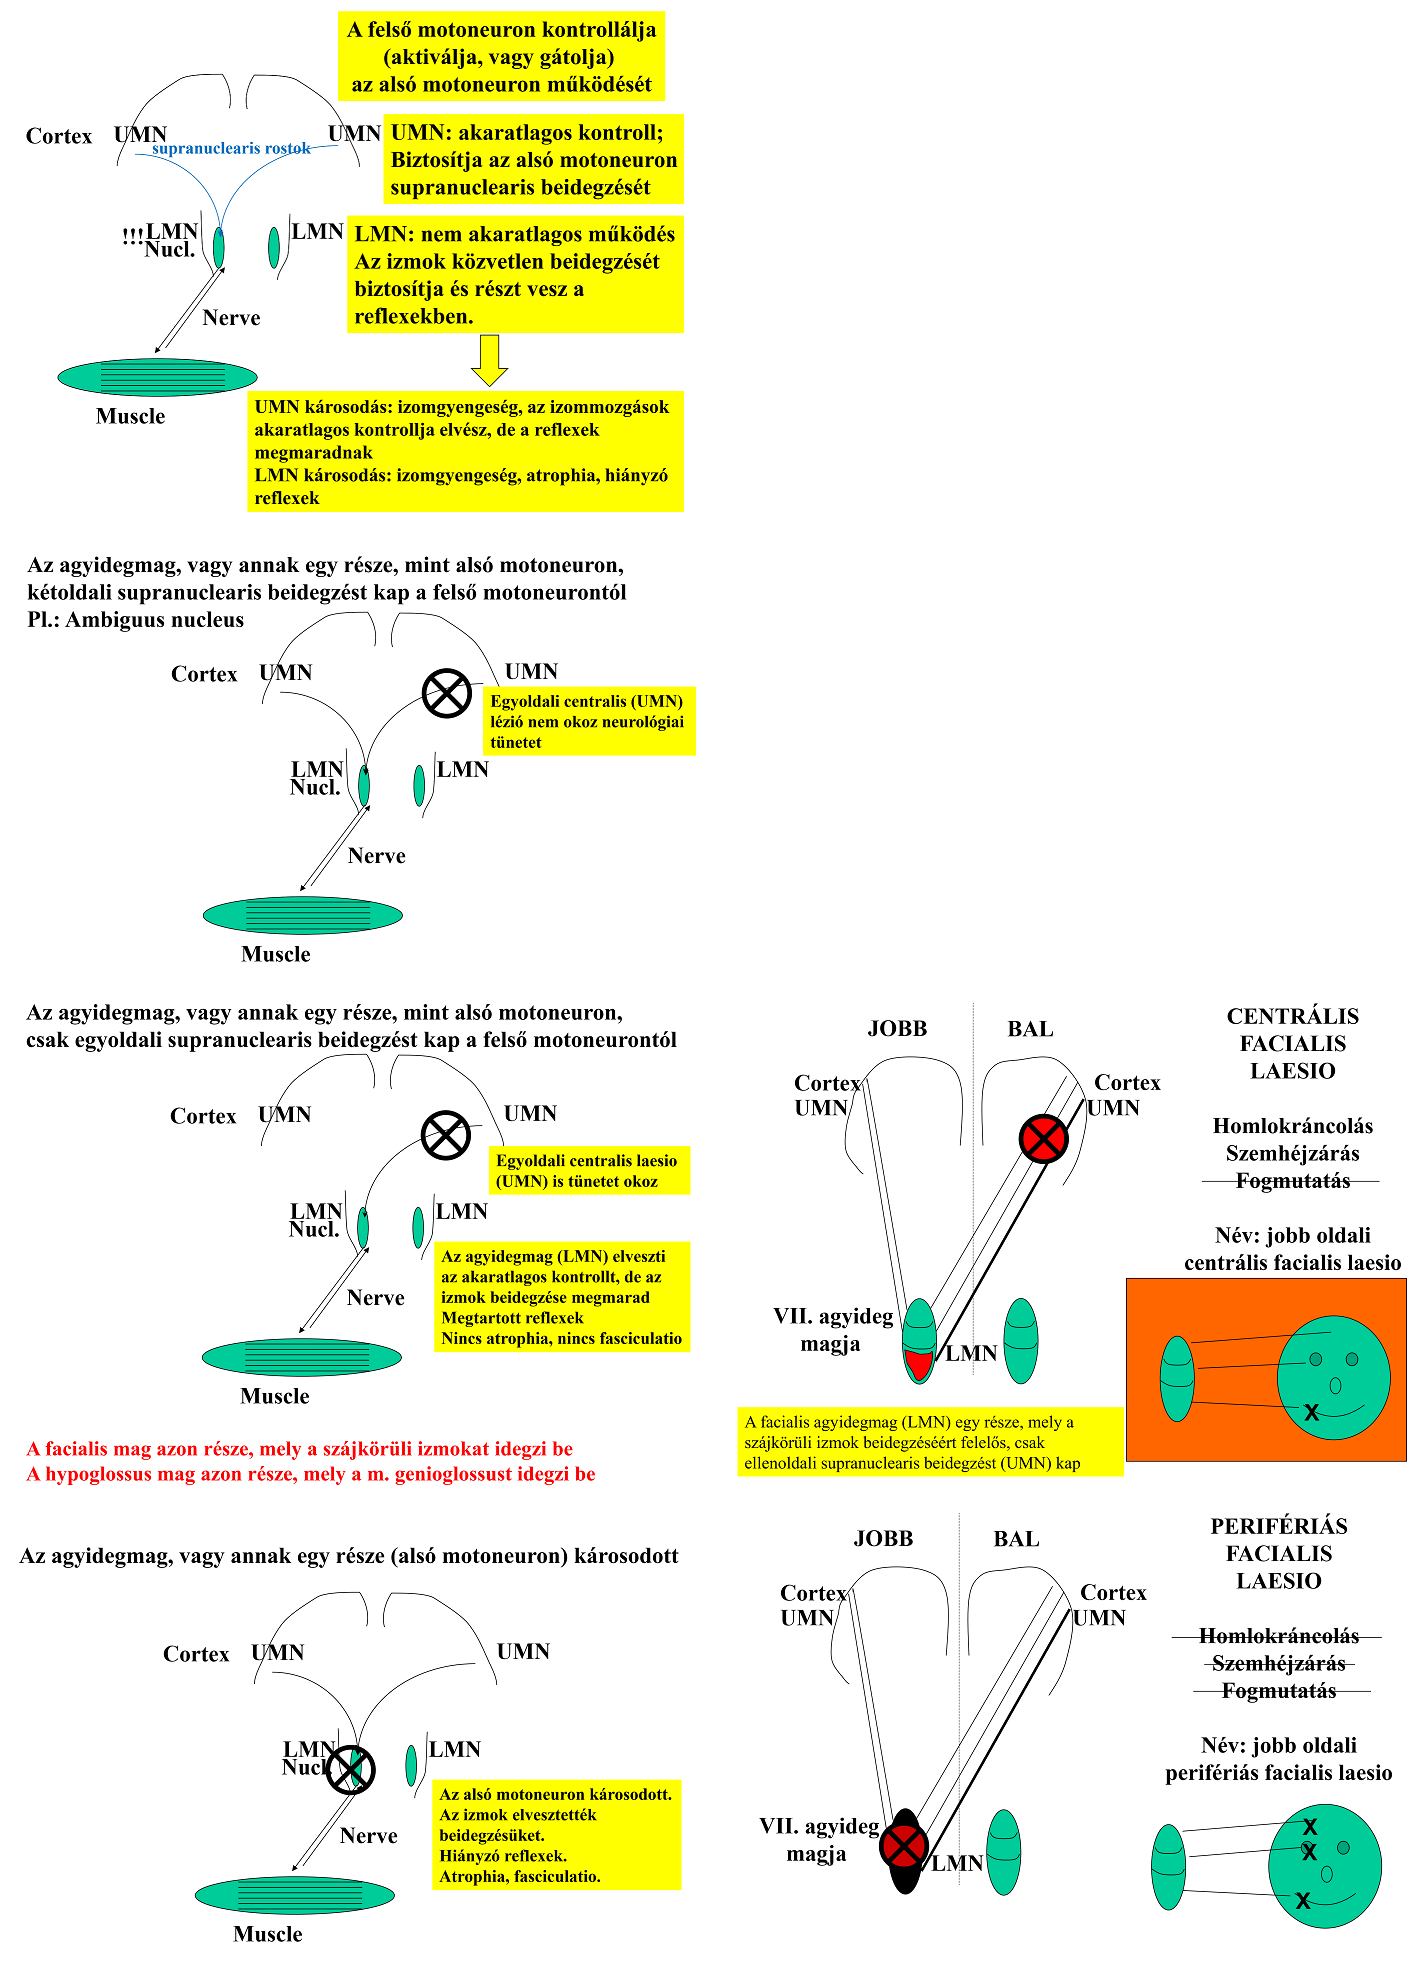 A felső motoneuron kontrollálja
(aktiválja, vagy gátolja)
az alsó motoneuron működését
Cortex
UMN
UMN
supranuclearis rostok
UMN: akaratlagos kontroll;
Biztosítja az alsó motoneuron
supranuclearis beidegzését
!!!LMN
Nucl.
LMN
LMN: nem akaratlagos működés
Az izmok közvetlen beidegzését
biztosítja és részt vesz a
reflexekben.
Nerve
Muscle
UMN károsodás: izomgyengeség, az izommozgások
akaratlagos kontrollja elvész, de a reflexek
megmaradnak
LMN károsodás: izomgyengeség, atrophia, hiányzó
reflexek
Az agyidegmag, vagy annak egy része, mint alsó motoneuron,
kétoldali supranuclearis beidegzést kap a felső motoneurontól
Pl.: Ambiguus nucleus
Cortex
UMN
UMN
Egyoldali centralis (UMN)
lézió nem okoz neurológiai
tünetet
LMN
Nucl.
LMN
Nerve
Muscle
Az agyidegmag, vagy annak egy része, mint alsó motoneuron,
csak egyoldali supranuclearis beidegzést kap a felső motoneurontól
Cortex
UMN
UMN
Egyoldali centralis laesio
(UMN) is tünetet okoz
LMN
Nucl.
LMN
Az agyidegmag (LMN) elveszti
az akaratlagos kontrollt, de az
izmok beidegzése megmarad
Megtartott reflexek
Nincs atrophia, nincs fasciculatio
Nerve
Muscle
A facialis mag azon része, mely a szájkörüli izmokat idegzi be
A hypoglossus mag azon része, mely a m. genioglossust idegzi be
JOBB
BAL
Cortex
UMN
Cortex
UMN
VII. agyideg
magja
LMN
A facialis agyidegmag (LMN) egy része, mely a
szájkörüli izmok beidegzéséért felelős, csak
ellenoldali supranuclearis beidegzést (UMN) kap
CENTRÁLIS
FACIALIS
LAESIO
Homlokráncolás
Szemhéjzárás
Fogmutatás
Név: jobb oldali
centrális facialis laesio
X
Az agyidegmag, vagy annak egy része (alsó motoneuron) károsodott
Cortex
UMN
UMN
LMN
Nucl.
LMN
Az alsó motoneuron károsodott.
Az izmok elvesztették
beidegzésüket.
Hiányzó reflexek.
Atrophia, fasciculatio.
Nerve
Muscle
JOBB
BAL
Cortex
UMN
Cortex
UMN
VII. agyideg
magja
LMN
PERIFÉRIÁS
FACIALIS
LAESIO
Homlokráncolás
Szemhéjzárás
Fogmutatás
Név: jobb oldali
perifériás facialis laesio
X
X
X